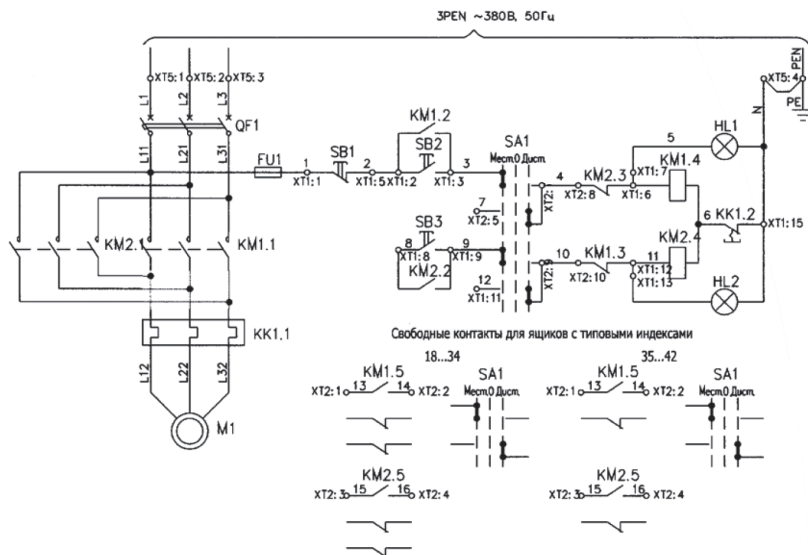 3PEN ~380В, 50Гц
XT5:1 XT5:2 XT5:3 XT5:4 PEN
L1 L2 L3 N PE
QF1
L11 L21 L31
FU1 1 XT1:1 SB1 2 XT1:5 XT1:2 KM1.2 SB2 XT1:3 3
SA1
Мест.О Дист.
5 HL1
4 XT2: XT2:8 KM2.3 XT1:7 XT1:6 KM1.4
7 XT2:5
6 KK1.2 XT1:15
KM2.1 KM1.1
SB3 8 XT1:8 9 XT1:9 KM2.2
10 XT2:9 XT2:10 KM1.3 11 XT1:12 XT1:13 KM2.4
12 XT1:11
HL2
KK1.1
L12 L22 L32
M1
Свободные контакты для ящиков с типовыми индексами
18...34 35...42
KM1.5 SA1 KM1.5 SA1
XT2:1 13 14 XT2:2 Мест.О Дист. XT2:1 13 14 XT2:2 Мест.О Дист.
KM2.5 KM2.5
XT2:3 15 16 XT2:4 XT2:3 15 16 XT2:4